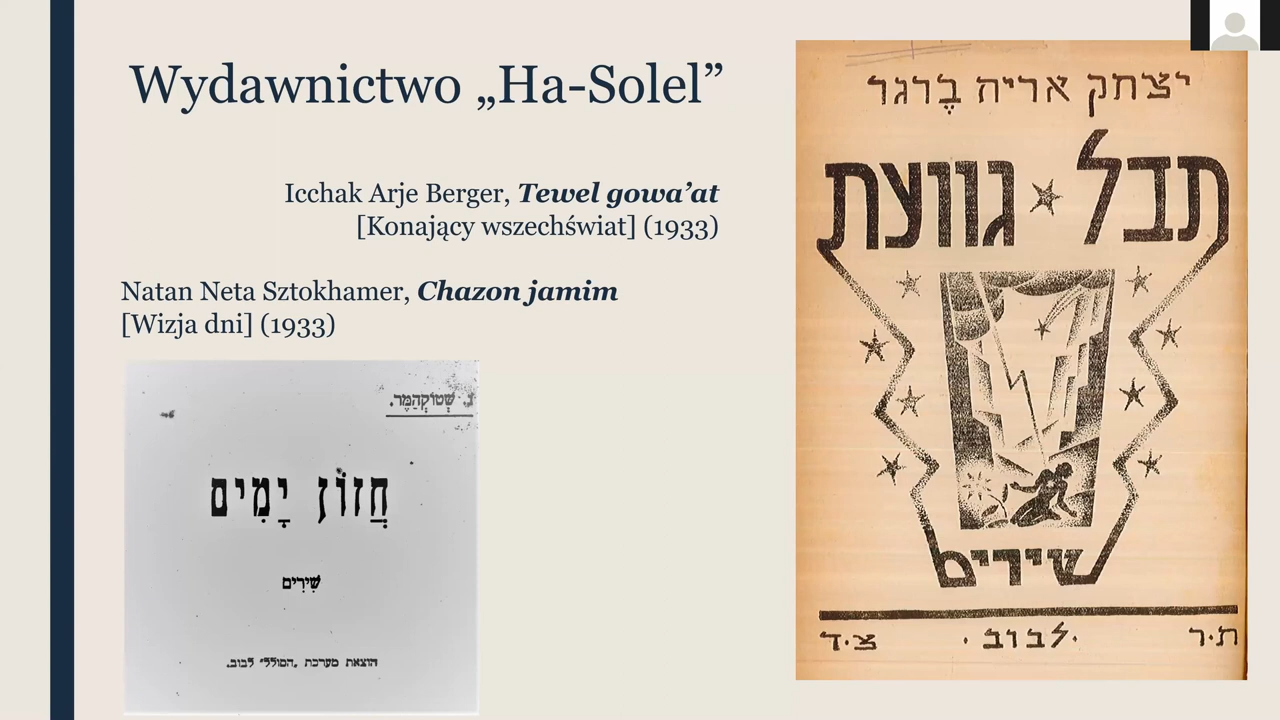 Wydawnictwo „Ha-Solel”
Icchak Arje Berger, Tewel gowa’at
[Konający wszechświat] (1933)
Natan Neta Sztokhamer, Chazon jamim
[Wizja dni] (1933)
נ. שְׁטוֹקְהַמֶר.
חֲזוֹן יָמִים
שִׁירִים
הוצאת מערכת „הסולל” לבוב.
יצחק אריה בֶרגר
תבל גוועת
שירים
ת·ר · לבוב · צ·ד